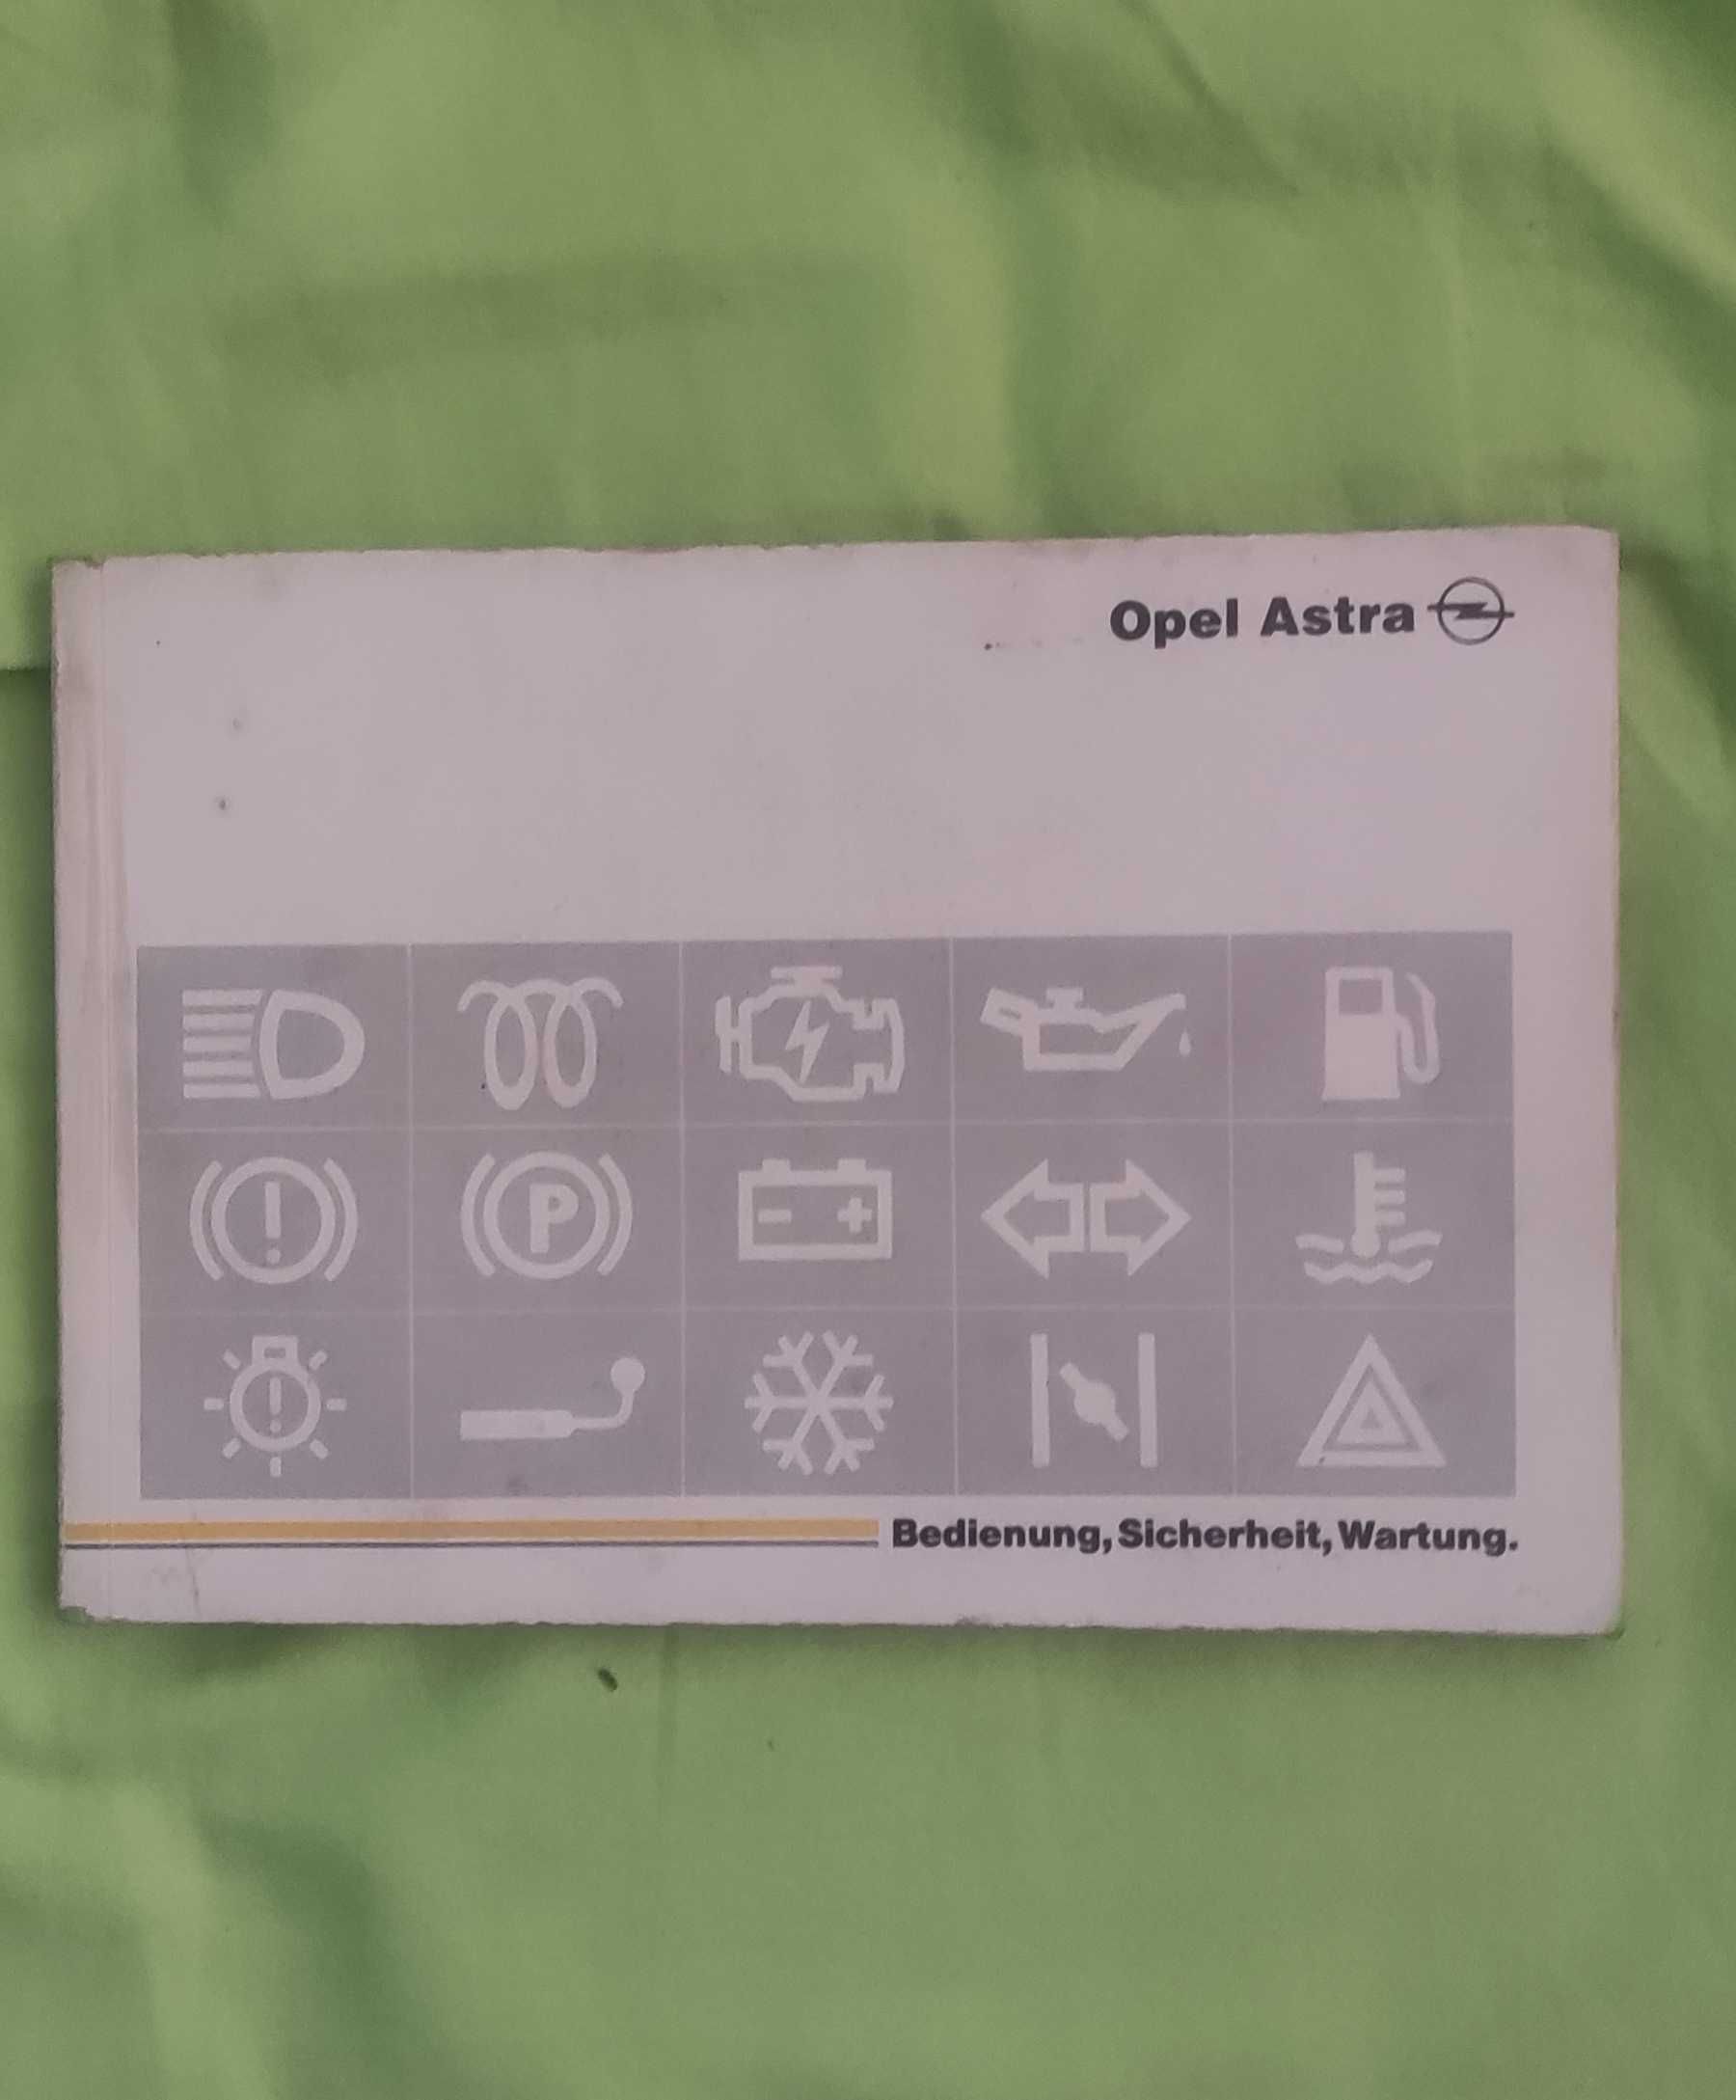 Opel Astra
P
- +
Bedienung, Sicherheit, Wartung.